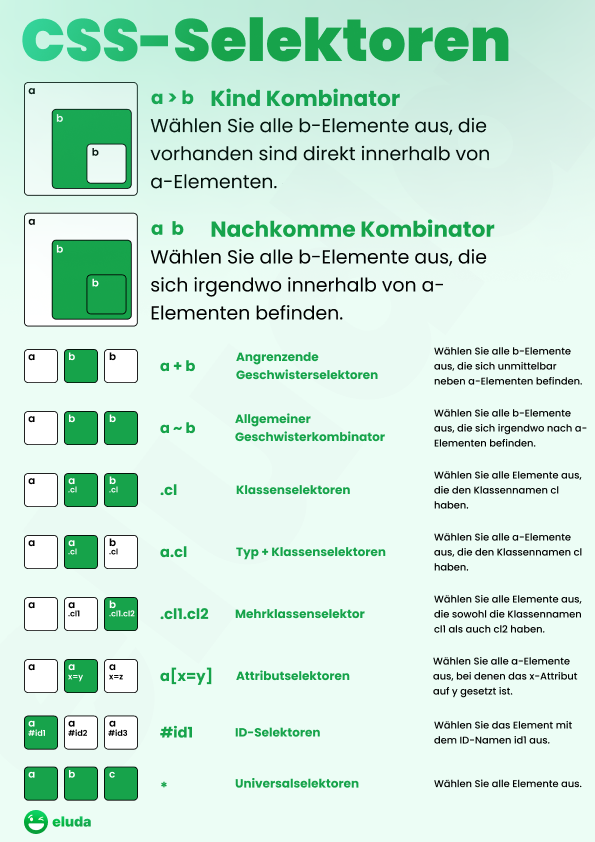 CSS-Selektoren
a
b
b
a > b Kind Kombinator
Wählen Sie alle b-Elemente aus, die
vorhanden sind direkt innerhalb von
a-Elementen.
a
b
b
a b Nachkomme Kombinator
Wählen Sie alle b-Elemente aus, die
sich irgendwo innerhalb von a-
Elementen befinden.
a b b
a + b
Angrenzende
Geschwisterselektoren
Wählen Sie alle b-Elemente
aus, die sich unmittelbar
neben a-Elementen befinden.
a b b
a ~ b
Allgemeiner
Geschwisterkombinator
Wählen Sie alle b-Elemente
aus, die sich irgendwo nach a-
Elementen befinden.
a a b
.cl .cl
.cl
Klassenselektoren
Wählen Sie alle Elemente aus,
die den Klassennamen cl
haben.
a a b
.cl .cl
a.cl
Typ + Klassenselektoren
Wählen Sie alle a-Elemente
aus, die den Klassennamen cl
haben.
a a b
.cl1 .cl1.cl2
.cl1.cl2
Mehrklassenselektor
Wählen Sie alle Elemente aus,
die sowohl die Klassennamen
cl1 als auch cl2 haben.
a a a
x=y x=z
a[x=y]
Attributselektoren
Wählen Sie alle a-Elemente
aus, bei denen das x-Attribut
auf y gesetzt ist.
a a a
#id1 #id2 #id3
#id1
ID-Selektoren
Wählen Sie das Element mit
dem ID-Namen id1 aus.
a b c
*
Universalselektoren
Wählen Sie alle Elemente aus.
eluda